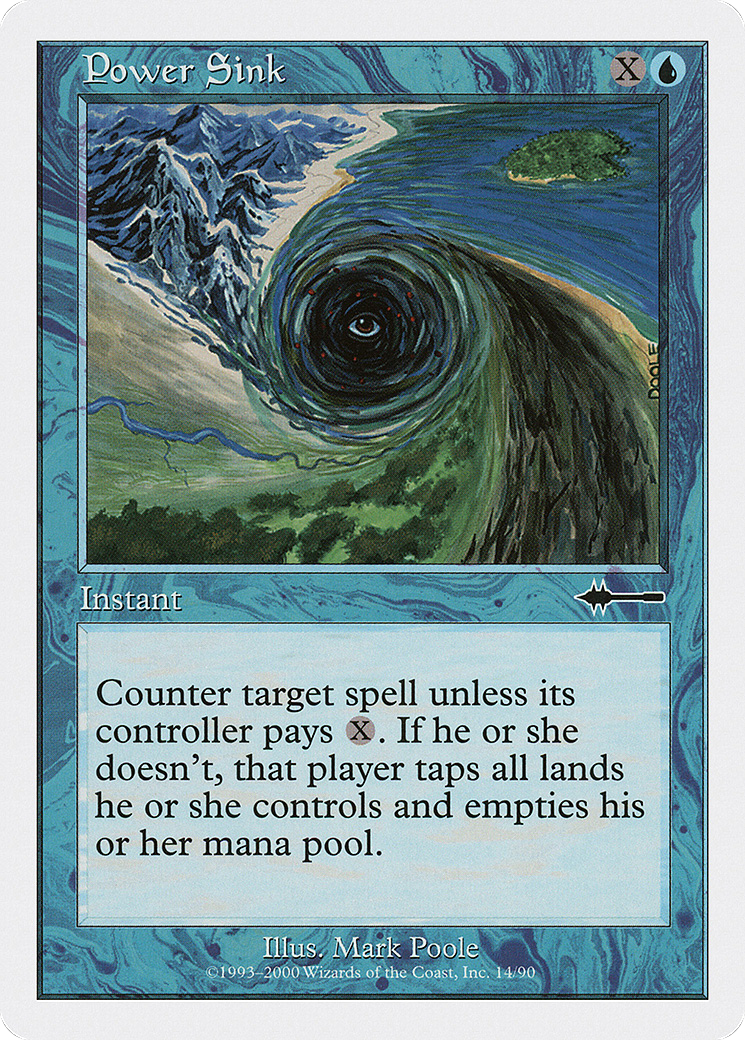 Power Sink
X
POOLE
Instant
Counter target spell unless its
controller pays X. If he or she
doesn't, that player taps all lands
he or she controls and empties his
or her mana pool.
Illus. Mark Poole
©1993–2000 Wizards of the Coast, Inc. 14/90